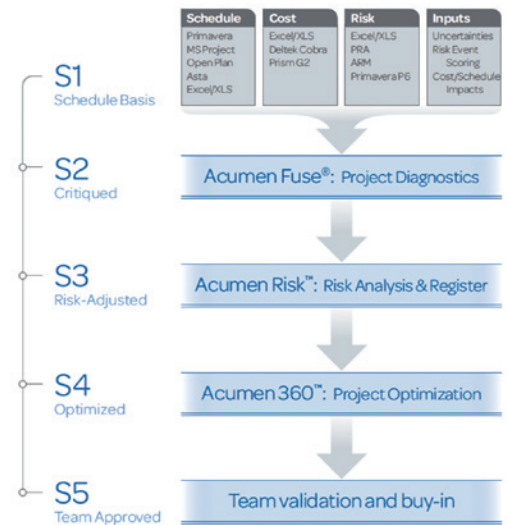 Schedule
Primavera
MS Project
Open Plan
Asta
Excel/XLS
Cost
Excel/XLS
Deltek Cobra
Prism G2
Risk
Excel/XLS
PRA
ARM
Primavera P6
Inputs
Uncertainties
Risk Event
Scoring
Cost/Schedule
Impacts
S1
Schedule Basis
S2
Critiqued
Acumen Fuse®: Project Diagnostics
S3
Risk-Adjusted
Acumen Risk™: Risk Analysis & Register
S4
Optimized
Acumen 360™: Project Optimization
S5
Team Approved
Team validation and buy-in